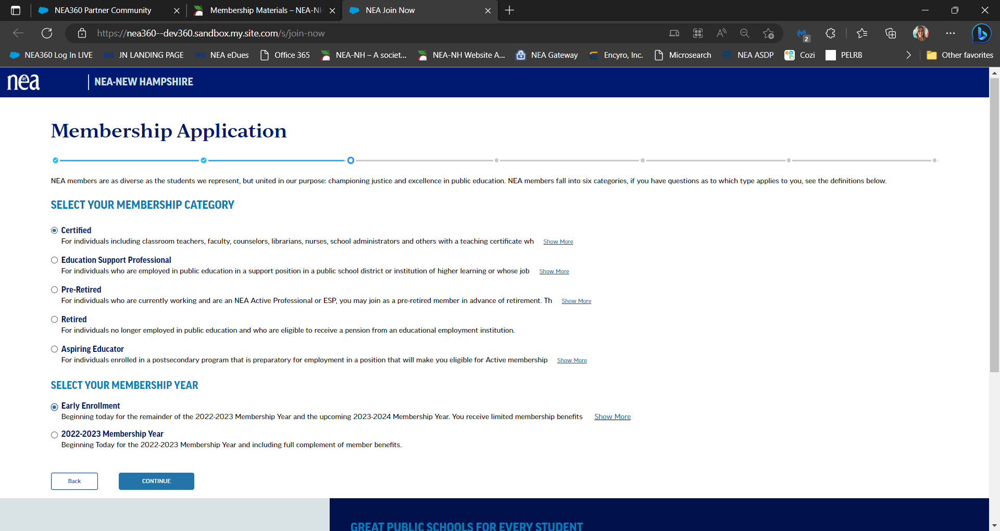 NEA360 Partner Community
Membership Materials – NEA-NH
NEA Join Now
https://nea360--dev360.sandbox.my.site.com/s/join-now
2
NEA360 Log In LIVE
nea JN LANDING PAGE
nea NEA eDues
Office 365
NEA-NH – A societ...
NEA-NH Website A...
NEA Gateway
Encyro, Inc.
Microsearch
NEA ASDP
Cozi
PELRB
Other favorites
nea
NEA-NEW HAMPSHIRE
Membership Application
NEA members are as diverse as the students we represent, but united in our purpose: championing justice and excellence in public education. NEA members fall into six categories, if you have questions as to which type applies to you, see the definitions below.
SELECT YOUR MEMBERSHIP CATEGORY
Certified
For individuals including classroom teachers, faculty, counselors, librarians, nurses, school administrators and others with a teaching certificate wh Show More
Education Support Professional
For individuals who are employed in public education in a support position in a public school district or institution of higher learning or whose job Show More
Pre-Retired
For individuals who are currently working and are an NEA Active Professional or ESP, you may join as a pre-retired member in advance of retirement. Th Show More
Retired
For individuals no longer employed in public education and who are eligible to receive a pension from an educational employment institution.
Aspiring Educator
For individuals enrolled in a postsecondary program that is preparatory for employment in a position that will make you eligible for Active membership Show More
SELECT YOUR MEMBERSHIP YEAR
Early Enrollment
Beginning today for the remainder of the 2022-2023 Membership Year and the upcoming 2023-2024 Membership Year. You receive limited membership benefits Show More
2022-2023 Membership Year
Beginning Today for the 2022-2023 Membership Year and including full complement of member benefits.
Back
CONTINUE
GREAT PUBLIC SCHOOLS FOR EVERY STUDENT